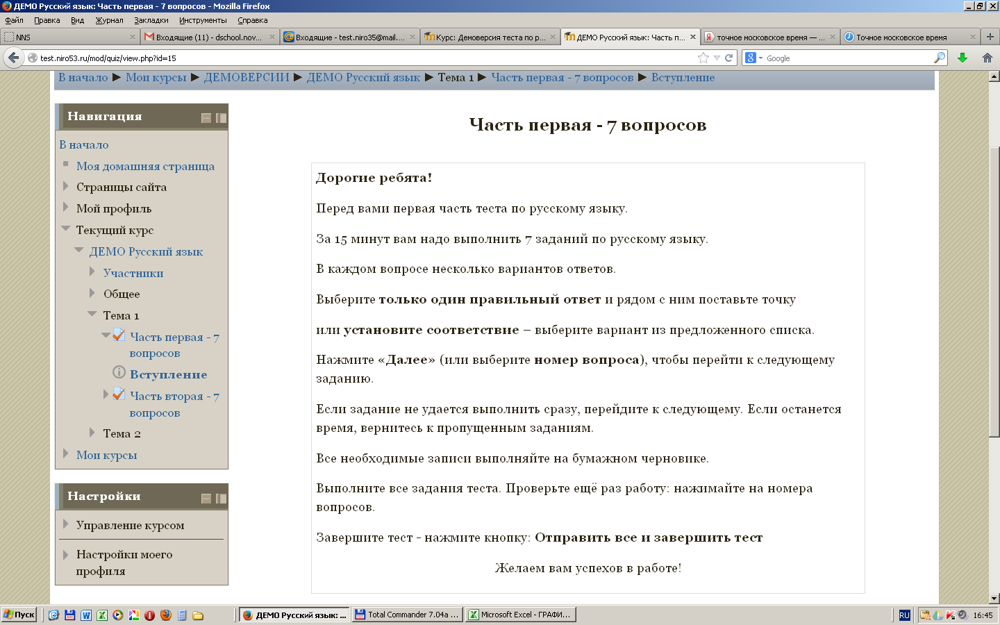 ДЕМО Русский язык: Часть первая - 7 вопросов - Mozilla Firefox
Файл Правка Вид Журнал Закладки Инструменты Справка
NNS
Входящие (11) - dschool.nov...
Входящие - test.niro35@mail....
Курс: Демоверсия теста по р...
ДЕМО Русский язык: Часть п...
точное московское время — ...
Точное московское время
test.niro53.ru/mod/quiz/view.php?id=15
Google
В начало ► Мои курсы ► ДЕМОВЕРСИИ ► ДЕМО Русский язык ► Тема 1 ► Часть первая - 7 вопросов ► Вступление
Навигация
В начало
Моя домашняя страница
Страницы сайта
Мой профиль
Текущий курс
ДЕМО Русский язык
Участники
Общее
Тема 1
Часть первая - 7
вопросов
Вступление
Часть вторая - 7
вопросов
Тема 2
Мои курсы
Настройки
Управление курсом
Настройки моего
профиля
Часть первая - 7 вопросов
Дорогие ребята!
Перед вами первая часть теста по русскому языку.
За 15 минут вам надо выполнить 7 заданий по русскому языку.
В каждом вопросе несколько вариантов ответов.
Выберите только один правильный ответ и рядом с ним поставьте точку
или установите соответствие – выберите вариант из предложенного списка.
Нажмите «Далее» (или выберите номер вопроса), чтобы перейти к следующему
заданию.
Если задание не удается выполнить сразу, перейдите к следующему. Если останется
время, вернитесь к пропущенным заданиям.
Все необходимые записи выполняйте на бумажном черновике.
Выполните все задания теста. Проверьте ещё раз работу: нажимайте на номера
вопросов.
Завершите тест - нажмите кнопку: Отправить все и завершить тест
Желаем вам успехов в работе!
Пуск
ДЕМО Русский язык: ...
Total Commander 7.04a ...
Microsoft Excel - ГРАФИ...
RU
16:45